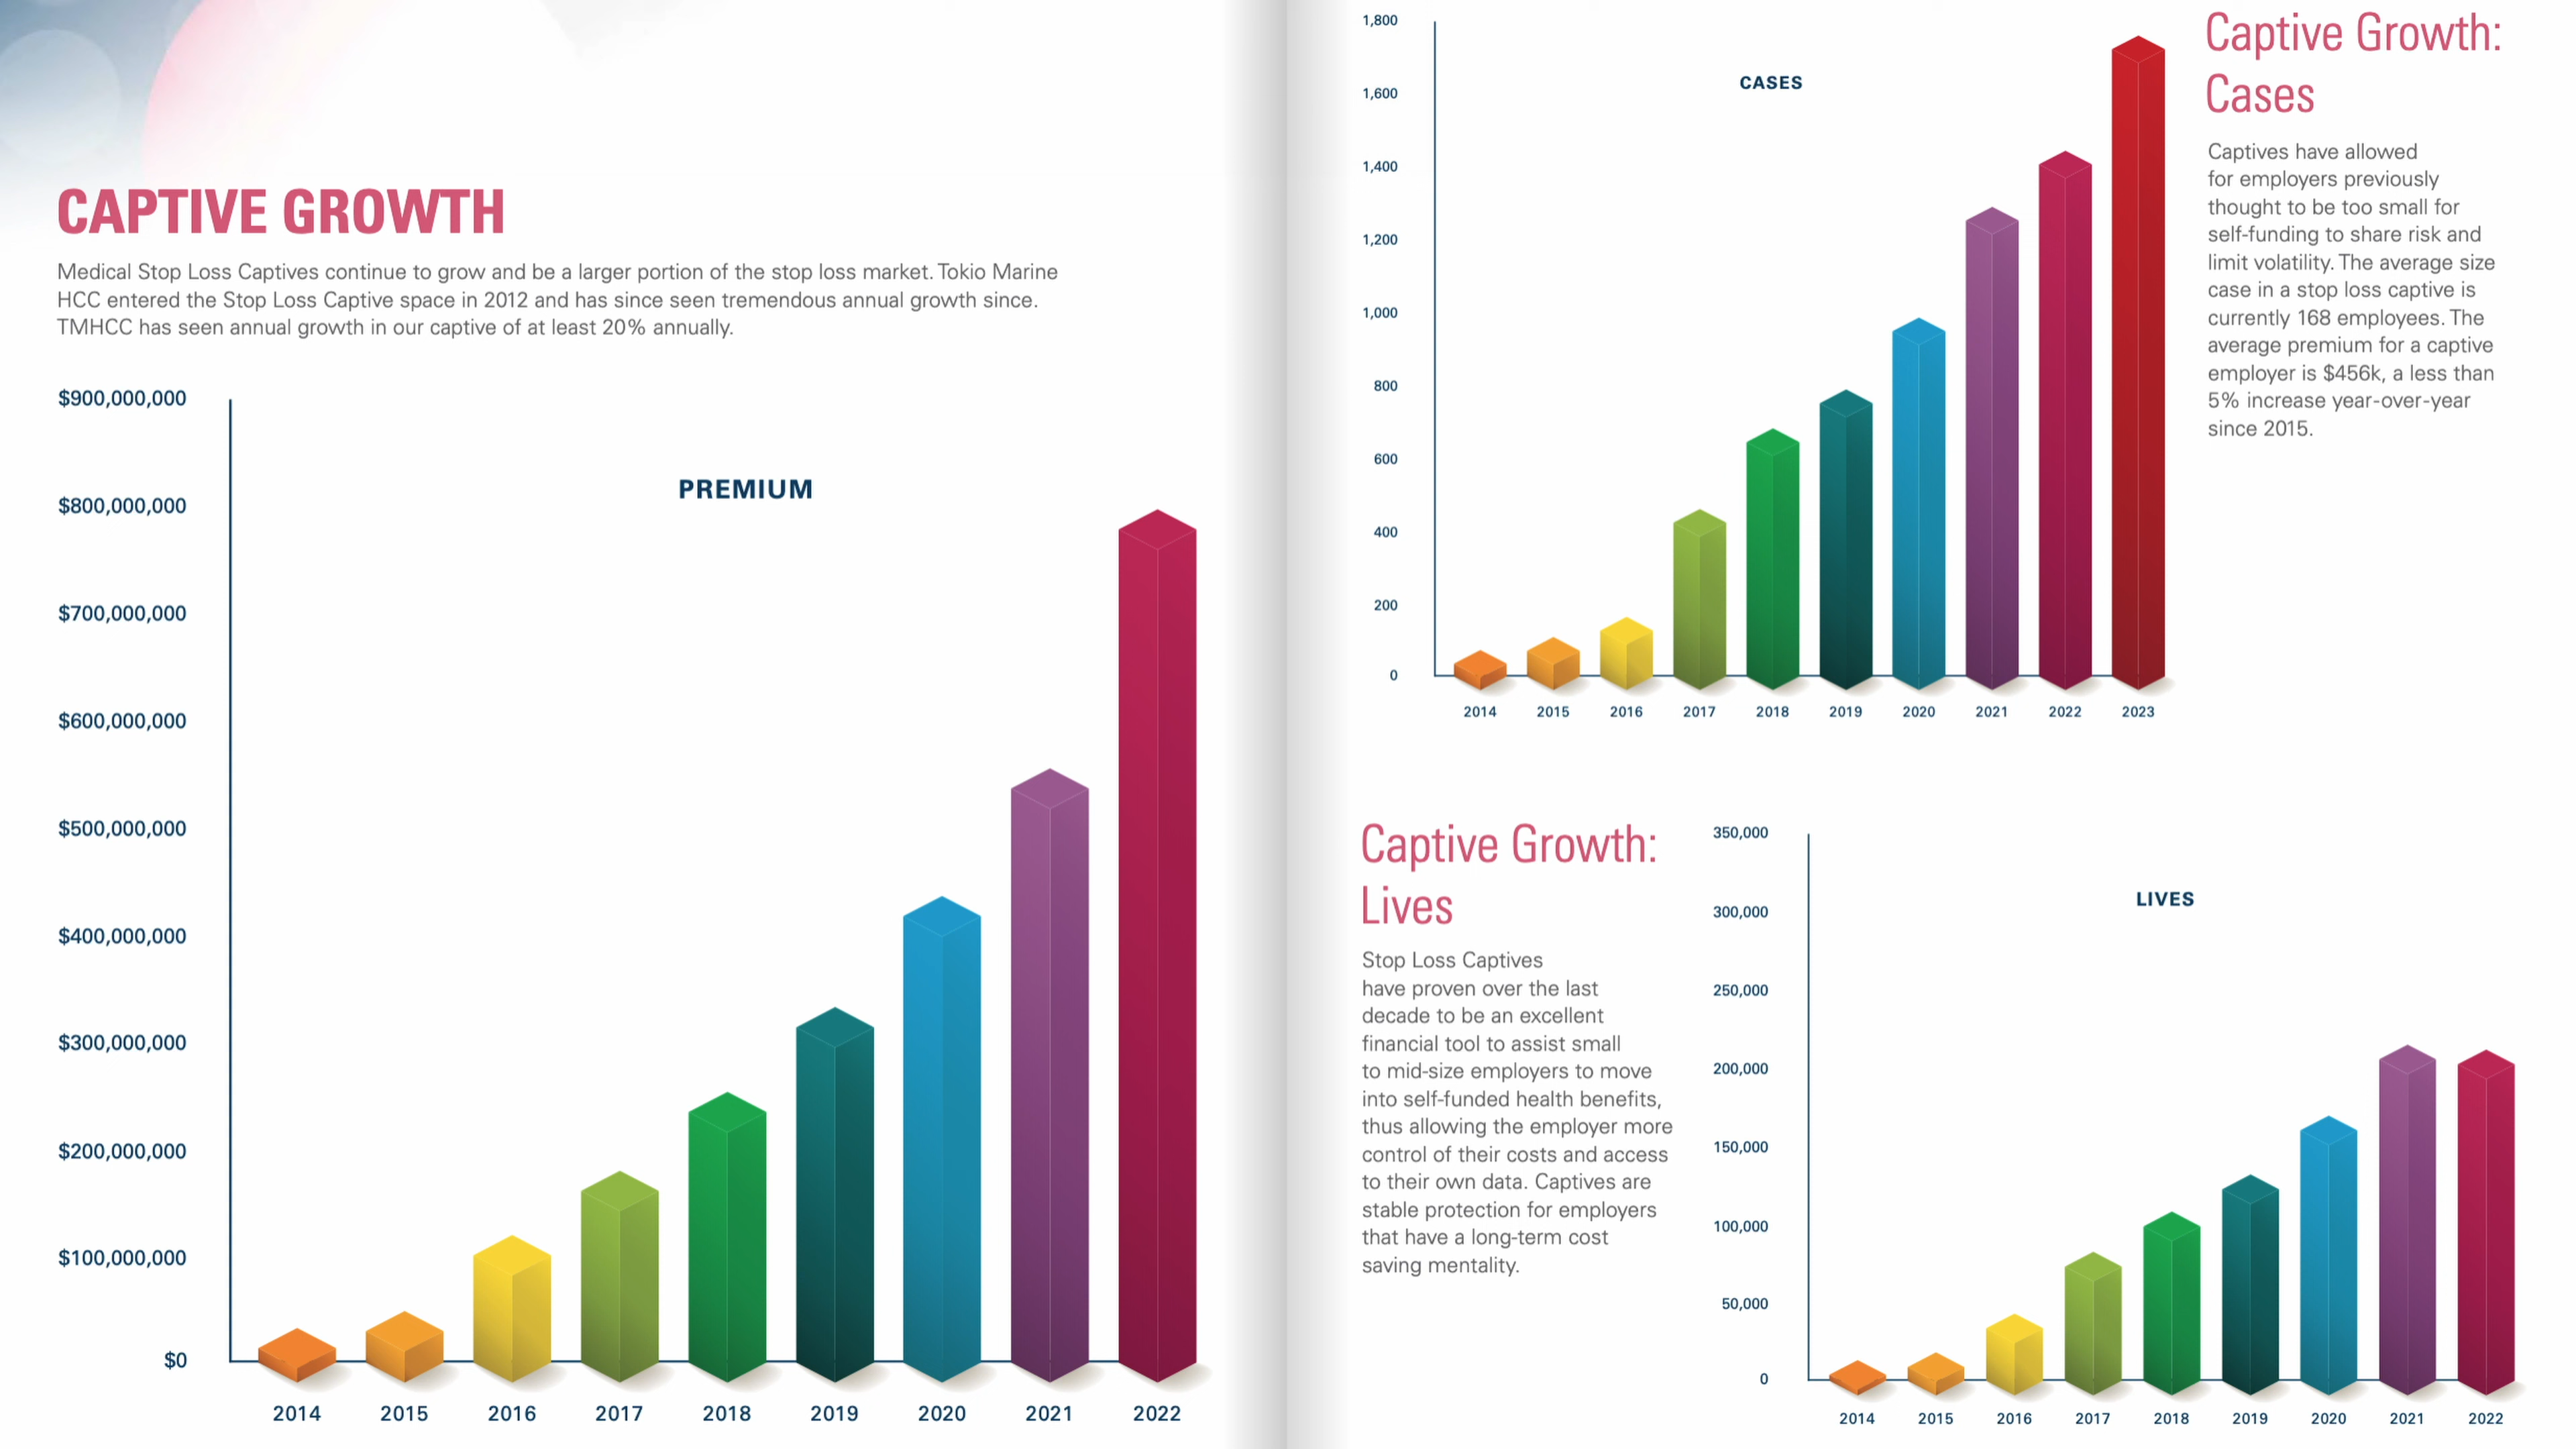 CAPTIVE GROWTH
Medical Stop Loss Captives continue to grow and be a larger portion of the stop loss market. Tokio Marine
HCC entered the Stop Loss Captive space in 2012 and has since seen tremendous annual growth since.
TMHCC has seen annual growth in our captive of at least 20% annually.
PREMIUM
$900,000,000
$800,000,000
$700,000,000
$600,000,000
$500,000,000
$400,000,000
$300,000,000
$200,000,000
$100,000,000
$0
2014 2015 2016 2017 2018 2019 2020 2021 2022
CASES
1,800
1,600
1,400
1,200
1,000
800
600
400
200
0
2014 2015 2016 2017 2018 2019 2020 2021 2022 2023
Captive Growth:
Cases
Captives have allowed
for employers previously
thought to be too small for
self-funding to share risk and
limit volatility. The average size
case in a stop loss captive is
currently 168 employees. The
average premium for a captive
employer is $456k, a less than
5% increase year-over-year
since 2015.
Captive Growth:
Lives
Stop Loss Captives
have proven over the last
decade to be an excellent
financial tool to assist small
to mid-size employers to move
into self-funded health benefits,
thus allowing the employer more
control of their costs and access
to their own data. Captives are
stable protection for employers
that have a long-term cost
saving mentality.
LIVES
350,000
300,000
250,000
200,000
150,000
100,000
50,000
0
2014 2015 2016 2017 2018 2019 2020 2021 2022